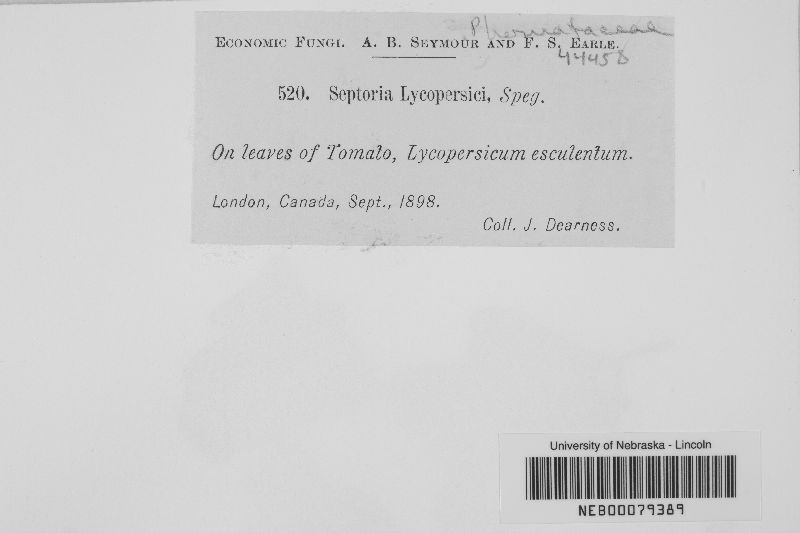 Phomataceae
Economic Fungi. A. B. Seymour and F. S. Earle.
44458
520. Septoria Lycopersici, Speg.
On leaves of Tomato, Lycopersicum esculentum.
London, Canada, Sept., 1898.
Coll. J. Dearness.
University of Nebraska - Lincoln
NEB00079389